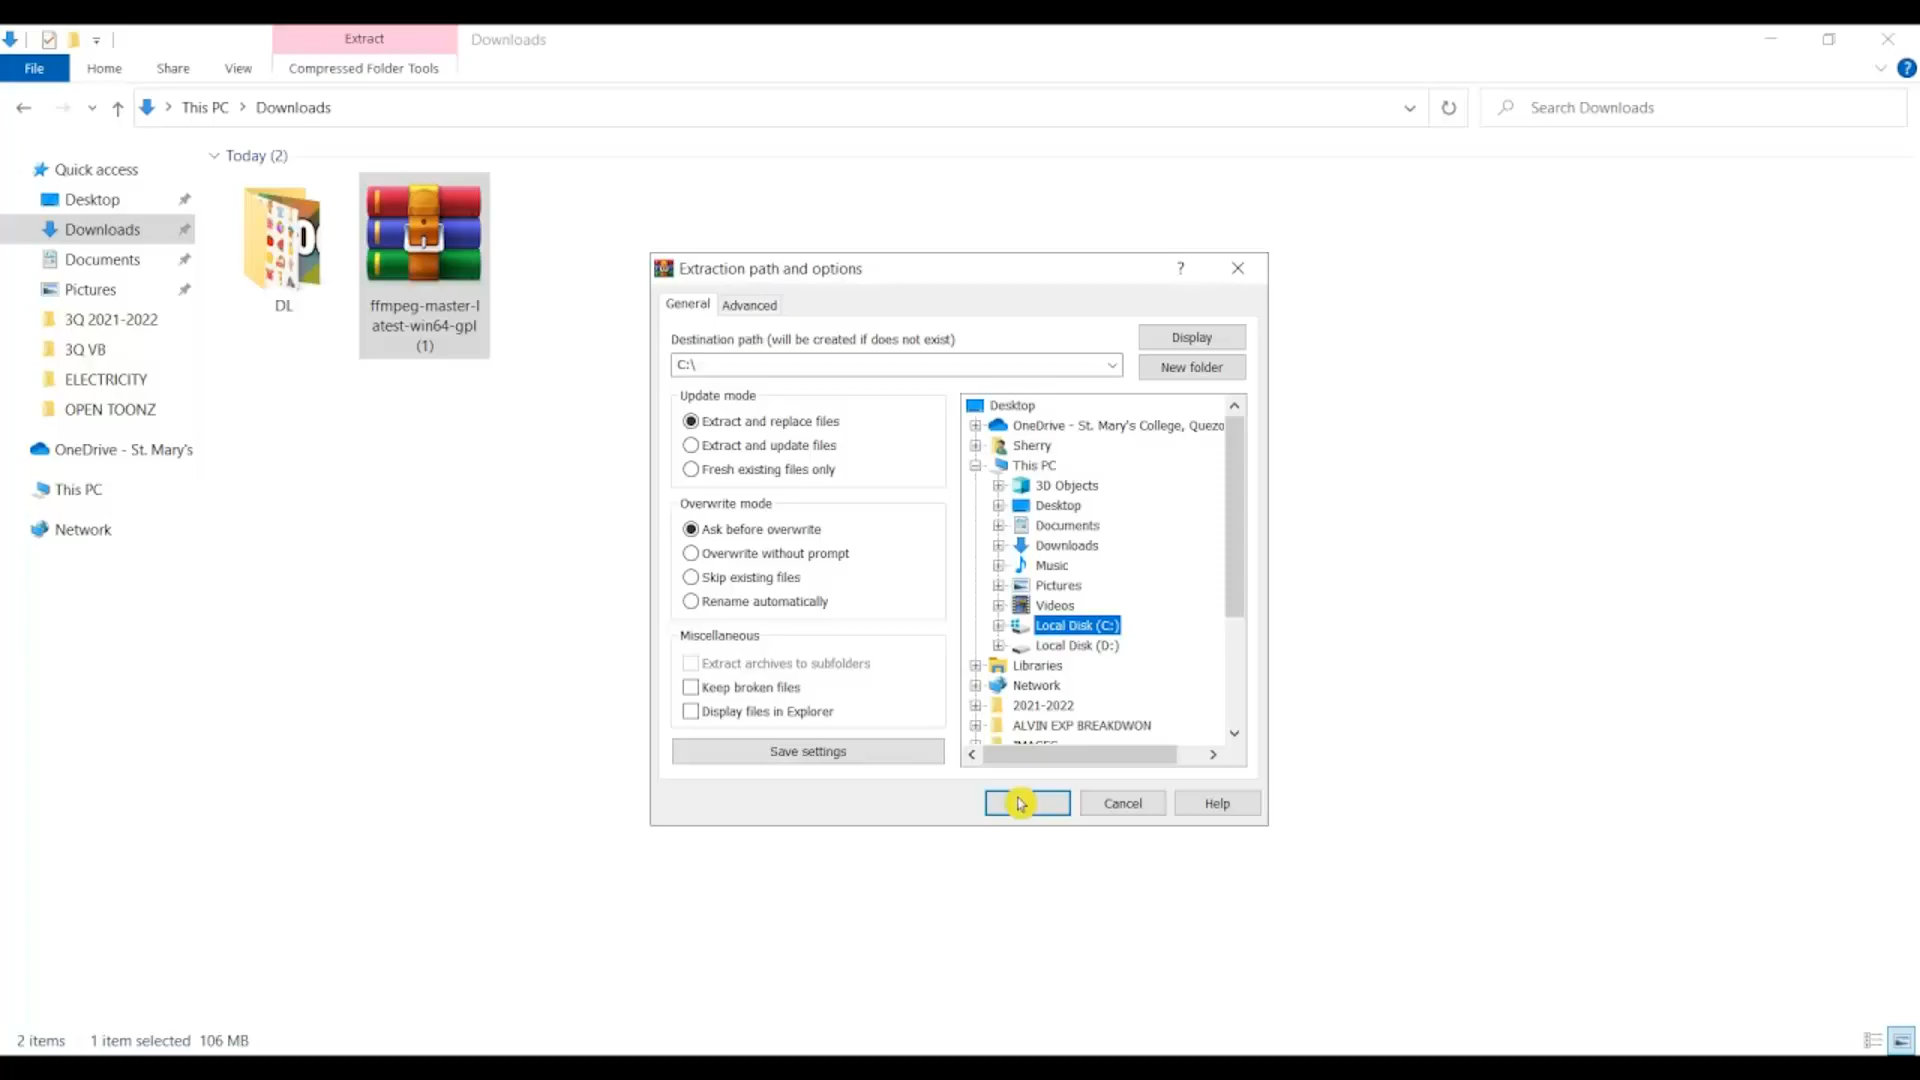 Extract
Downloads
File
Home
Share
View
Compressed Folder Tools
?
This PC
Downloads
Search Downloads
Quick access
Desktop
Downloads
Documents
Pictures
3Q 2021-2022
3Q VB
ELECTRICITY
OPEN TOONZ
OneDrive - St. Mary's
This PC
Network
Today (2)
DL
ffmpeg-master-l
atest-win64-gpl
(1)
Extraction path and options
?
General
Advanced
Destination path (will be created if does not exist)
C:\
Display
New folder
Update mode
Extract and replace files
Extract and update files
Fresh existing files only
Overwrite mode
Ask before overwrite
Overwrite without prompt
Skip existing files
Rename automatically
Miscellaneous
Extract archives to subfolders
Keep broken files
Display files in Explorer
Save settings
Desktop
OneDrive - St. Mary's College, Quezo
Sherry
This PC
3D Objects
Desktop
Documents
Downloads
Music
Pictures
Videos
Local Disk (C:)
Local Disk (D:)
Libraries
Network
2021-2022
ALVIN EXP BREAKDWON
Cancel
Help
2 items
1 item selected 106 MB